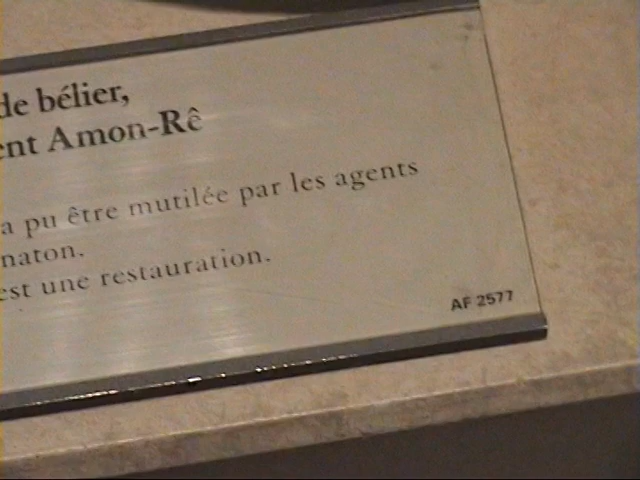 de bélier,
ent Amon-Rê
a pu être mutilée par les agents
naton.
est une restauration.
AF 2577